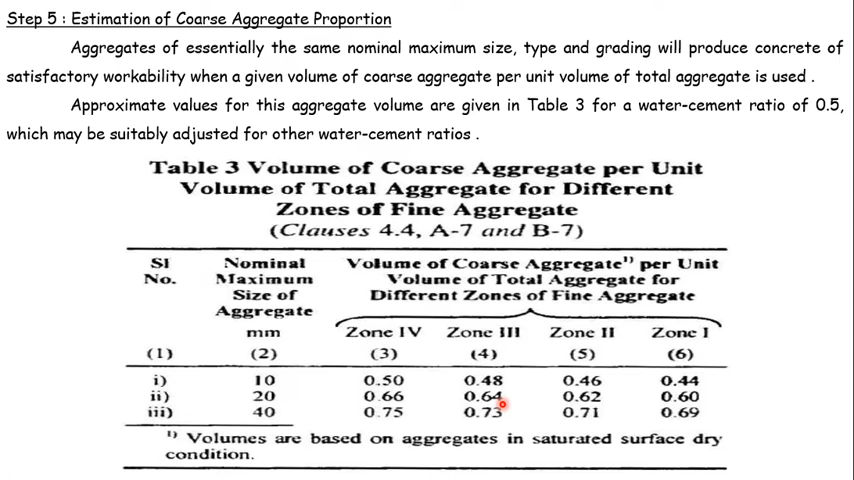 Step 5 : Estimation of Coarse Aggregate Proportion
Aggregates of essentially the same nominal maximum size, type and grading will produce concrete of
satisfactory workability when a given volume of coarse aggregate per unit volume of total aggregate is used .
Approximate values for this aggregate volume are given in Table 3 for a water-cement ratio of 0.5,
which may be suitably adjusted for other water-cement ratios .
Table 3 Volume of Coarse Aggregate per Unit
Volume of Total Aggregate for Different
Zones of Fine Aggregate
(Clauses 4.4, A-7 and B-7)
Sl Nominal Volume of Coarse Aggregate¹⁾ per Unit
No. Maximum Volume of Total Aggregate for
Size of Different Zones of Fine Aggregate
Aggregate
mm Zone IV Zone III Zone II Zone I
(1) (2) (3) (4) (5) (6)
i) 10 0.50 0.48 0.46 0.44
ii) 20 0.66 0.64 0.62 0.60
iii) 40 0.75 0.73 0.71 0.69
¹⁾ Volumes are based on aggregates in saturated surface dry
condition.